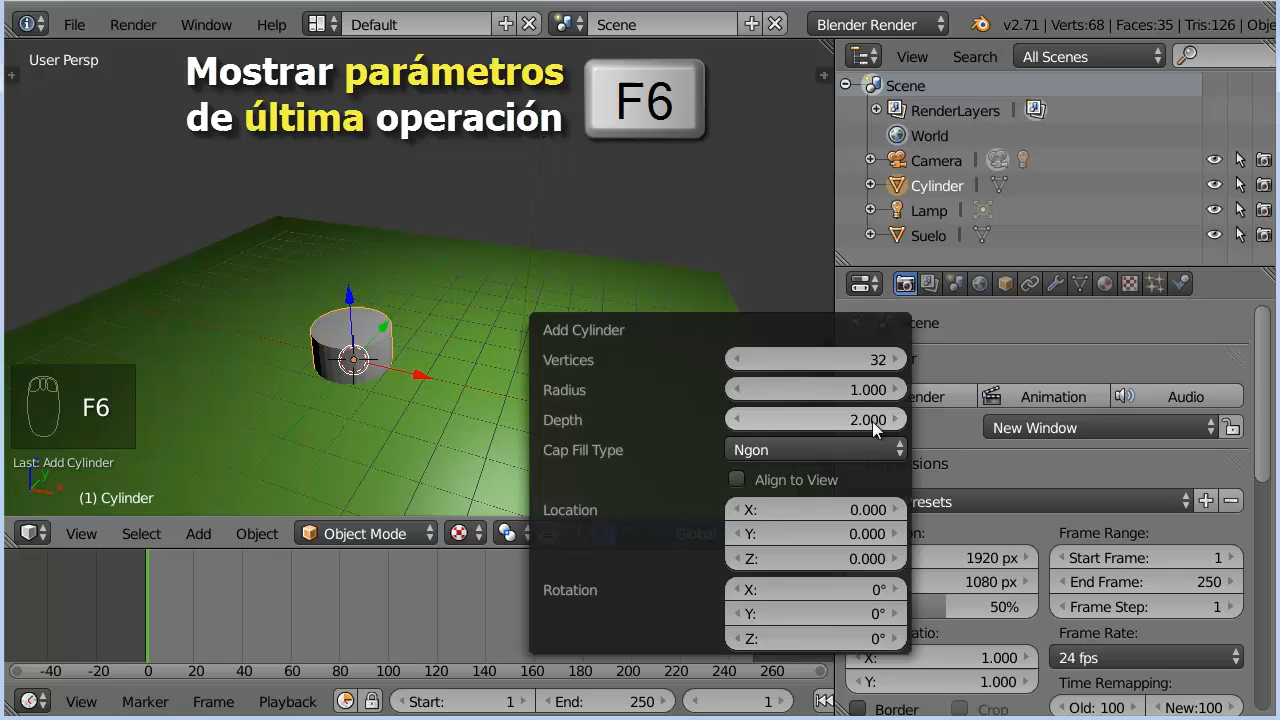 File Render Window Help Default Scene Blender Render v2.71 | Verts:68 | Faces:35 | Tris:126 | Obje
User Persp
Mostrar parámetros
de última operación
F6
View Search All Scenes
Scene
RenderLayers
World
Camera
Cylinder
Lamp
Suelo
F6
Last: Add Cylinder
(1) Cylinder
Add Cylinder
Vertices 32
Radius 1.000
Depth 2.000
Cap Fill Type Ngon
Align to View
Location X: 0.000
Y: 0.000
Z: 0.000
Rotation X: 0°
Y: 0°
Z: 0°
cene
r
nder Animation Audio
New Window
ensions
resets
on: Frame Range:
1920 px Start Frame: 1
1080 px End Frame: 250
50% Frame Step: 1
atio: Frame Rate:
X: 1.000 24 fps
Y: 1.000 Time Remapping:
Border Crop Old: 100 New:100
View Select Add Object Object Mode Global
-40 -20 0 20 40 60 80 100 120 140 160 180 200 220 240 260
View Marker Frame Playback Start: 1 End: 250 1